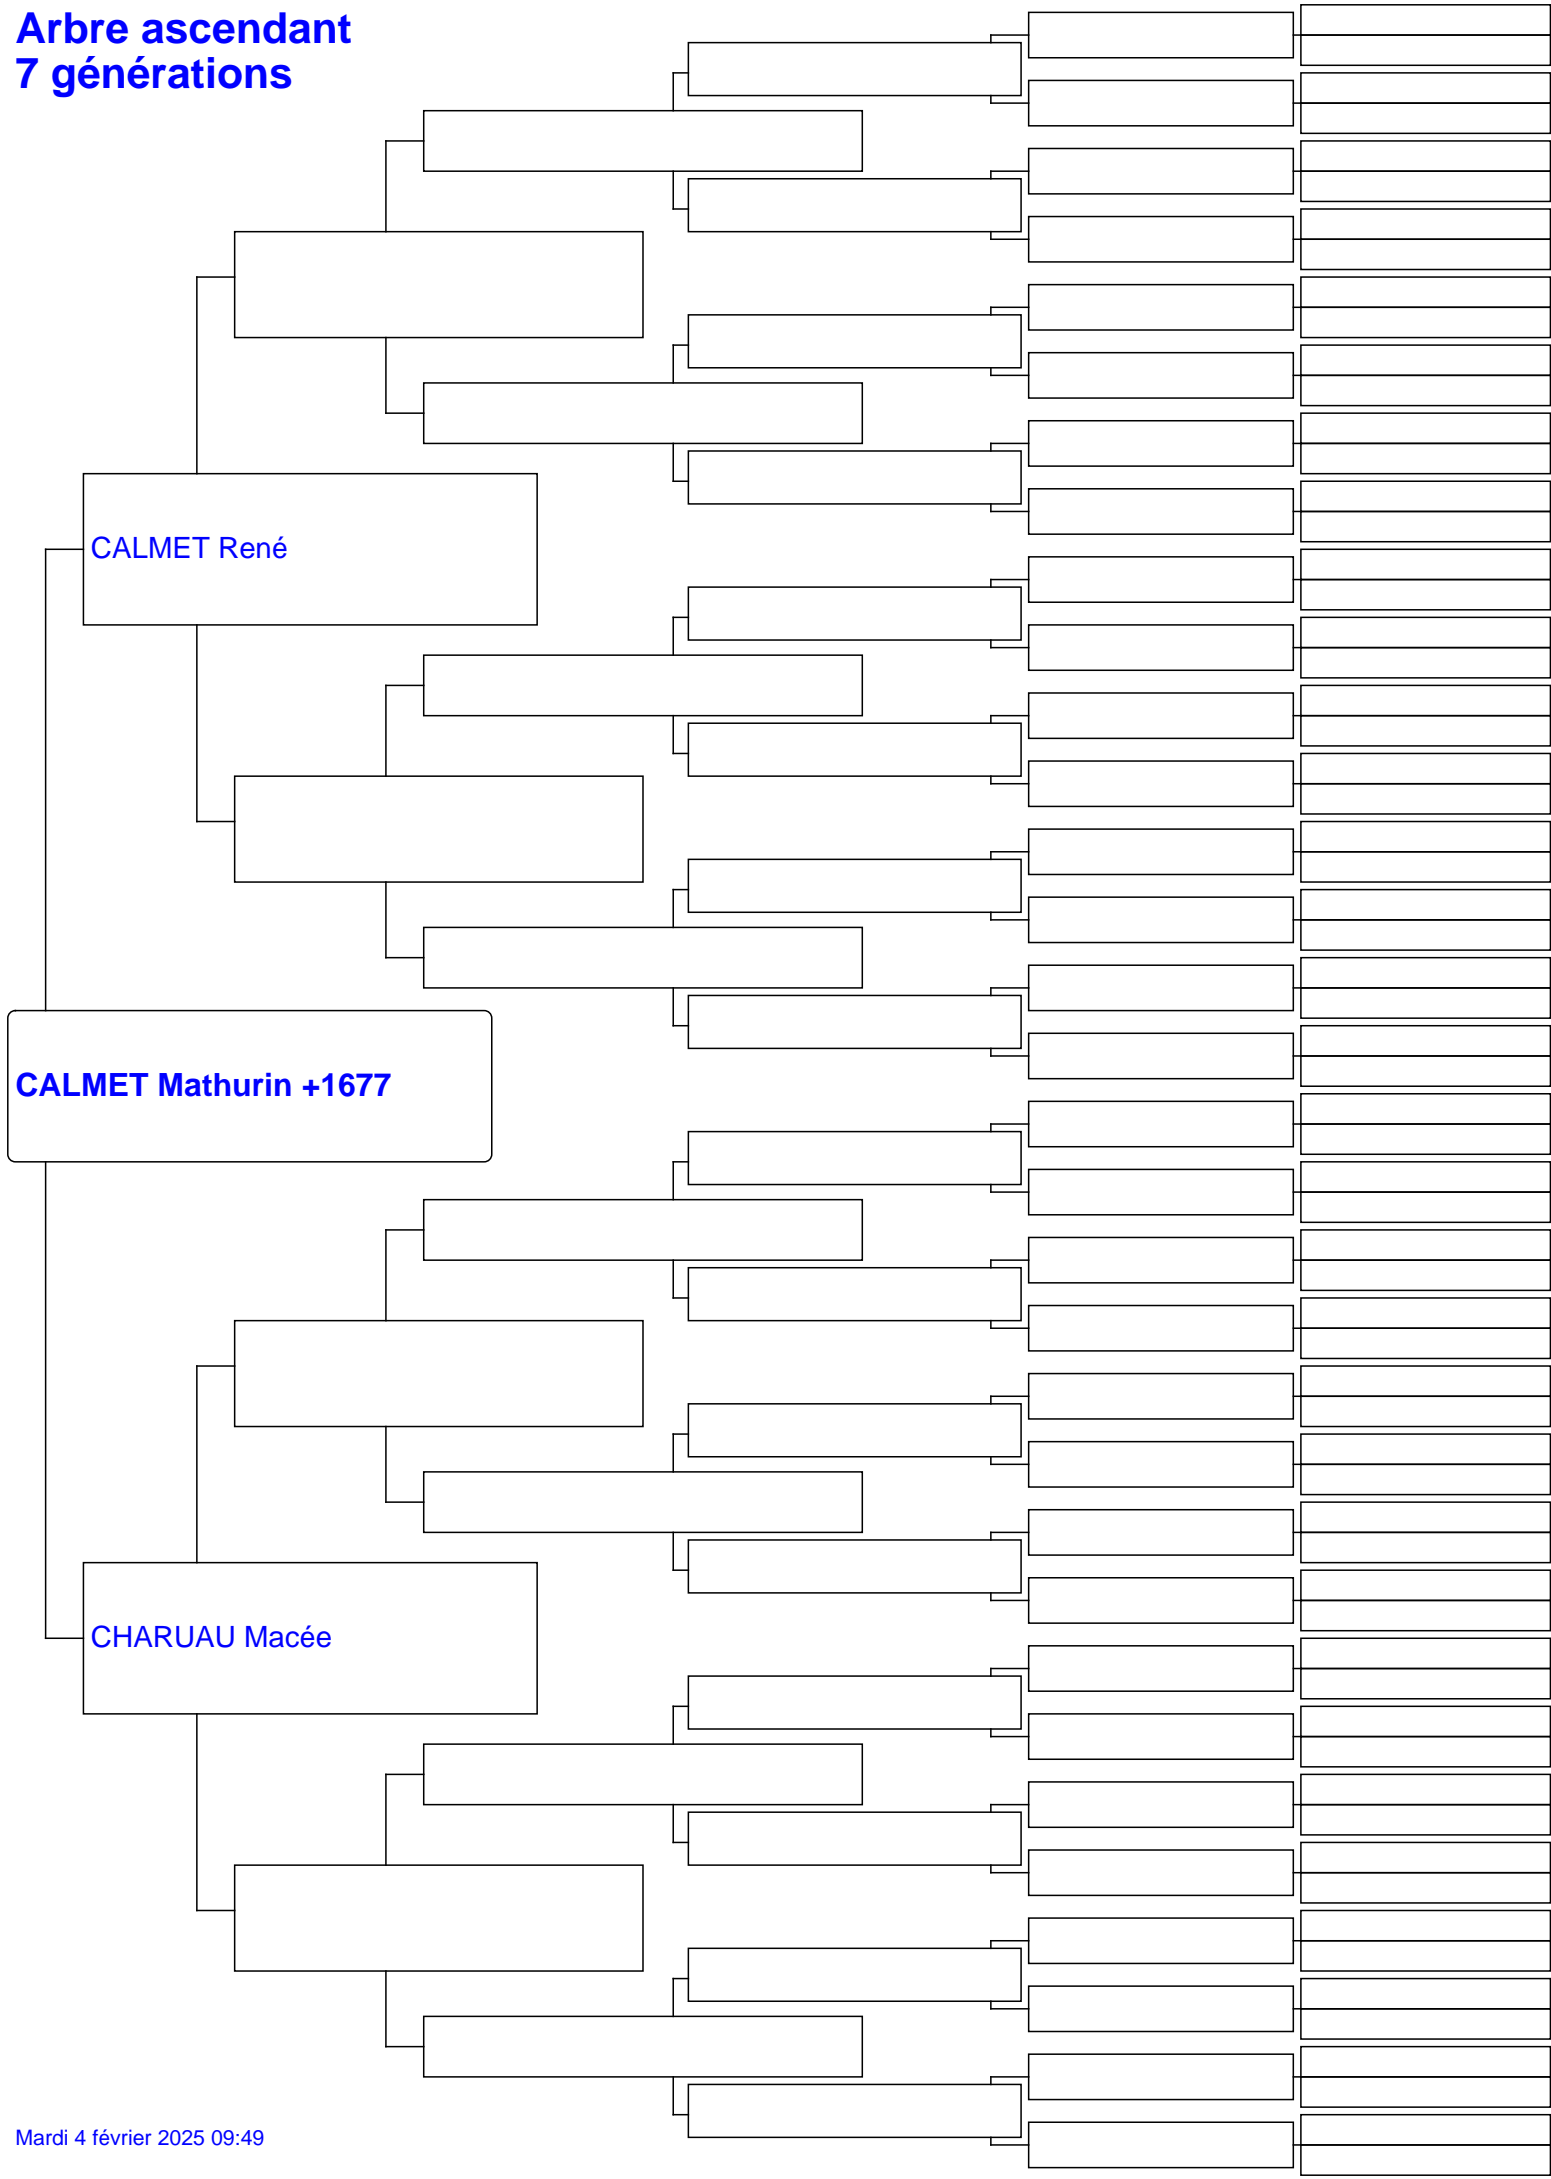 Arbre ascendant
7 générations
CALMET René
CALMET Mathurin +1677
CHARUAU Macée
Mardi 4 février 2025 09:49